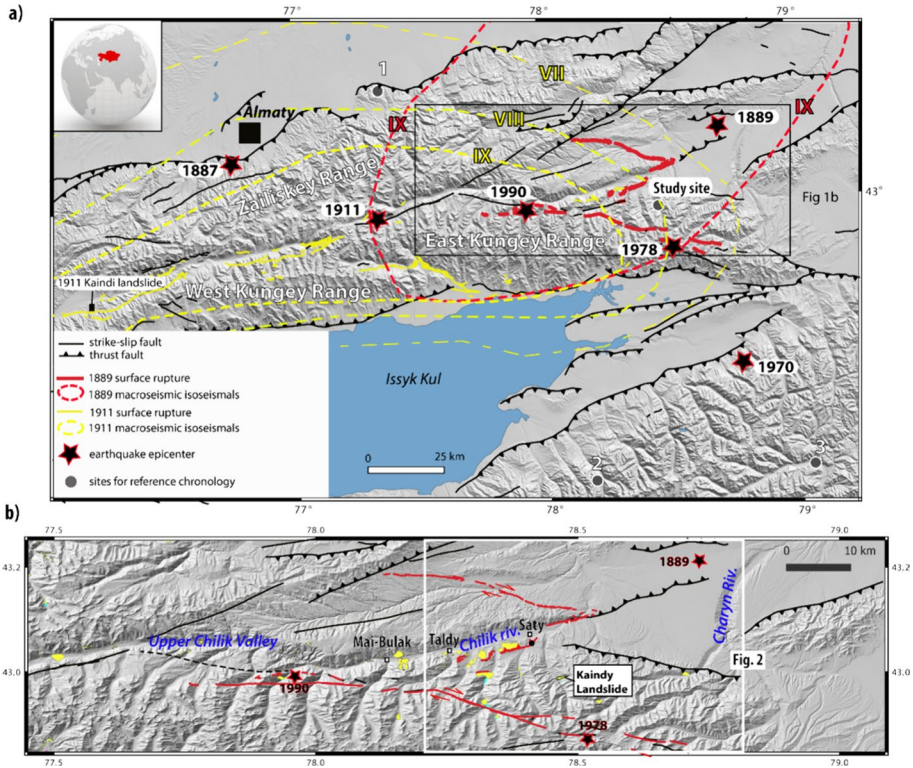 a)
77°
78°
79°
1
VII
Almaty
VIII
IX
IX
1889
IX
1887
Zailiskey Range
1990
Study site
43°
Fig 1b
1911
East Kungey Range
1978
1911 Kaindi landslide
West Kungey Range
strike-slip fault
thrust fault
1889 surface rupture
1889 macroseismic isoseismals
1911 surface rupture
1911 macroseismic isoseismals
earthquake epicenter
sites for reference chronology
Issyk Kul
1970
0 25 km
2
3
77°
78°
79°
b)
77.5
78.0
78.5
79.0
43.2
1889
0 10 km
43.2
Upper Chilik Valley
Mai-Bulak
Taldy
Chilik riv.
Saty
Charyn Riv.
43.0
1990
Kaindy
Landslide
Fig. 2
43.0
1978
77.5
78.0
78.5
79.0